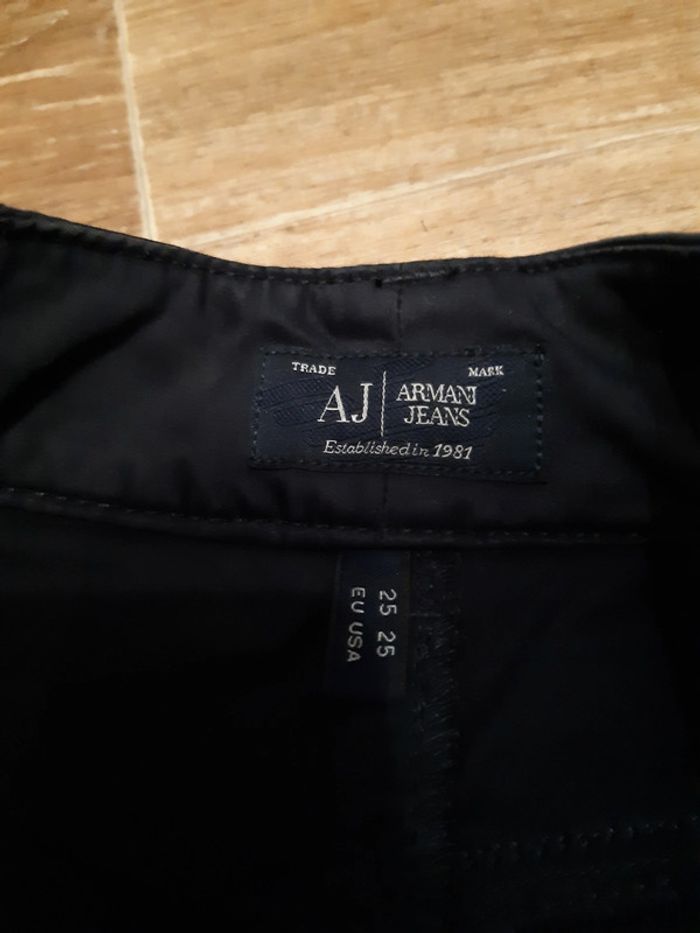 TRADE MARK
AJ ARMANI
JEANS
Established in 1981
25 25
EU USA